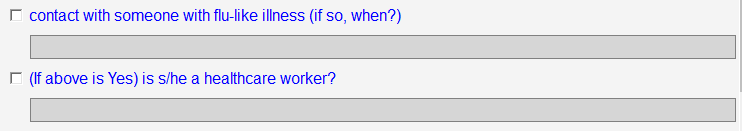 contact with someone with flu-like illness (if so, when?)
(If above is Yes) is s/he a healthcare worker?